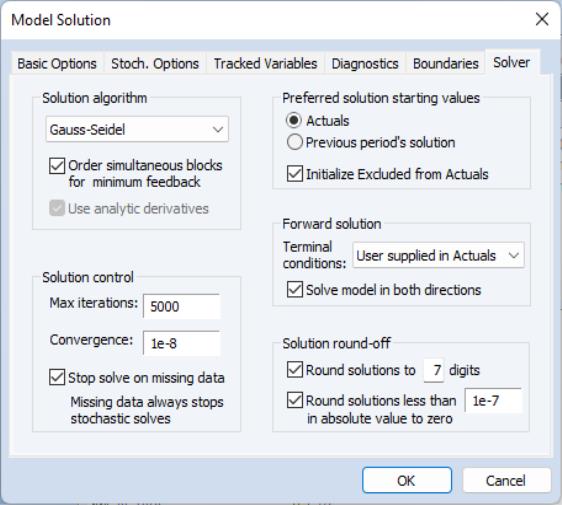 Model Solution
Basic Options
Stoch. Options
Tracked Variables
Diagnostics
Boundaries
Solver
Solution algorithm
Gauss-Seidel
Order simultaneous blocks
for minimum feedback
Use analytic derivatives
Solution control
Max iterations: 5000
Convergence: 1e-8
Stop solve on missing data
Missing data always stops
stochastic solves
Preferred solution starting values
Actuals
Previous period's solution
Initialize Excluded from Actuals
Forward solution
Terminal
conditions: User supplied in Actuals
Solve model in both directions
Solution round-off
Round solutions to 7 digits
Round solutions less than 1e-7
in absolute value to zero
OK
Cancel